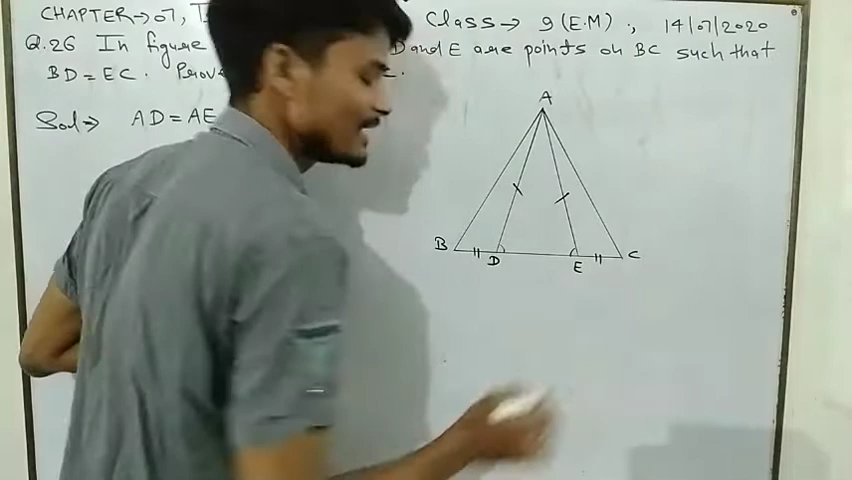 CHAPTER→07, Class→ 9(E.M) , 14/07/2020
Q.26 In figure D and E are points on BC such that
BD=EC. Prove
Sol→ AD=AE
A
B
D
E
C